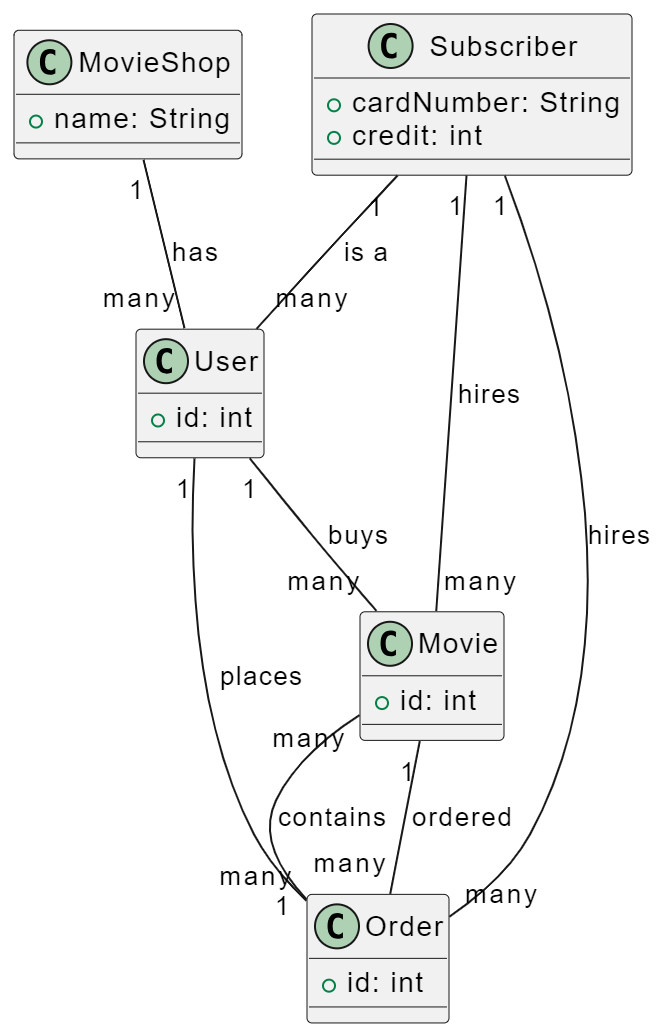 C MovieShop
name: String
C Subscriber
cardNumber: String
credit: int
1
1
1
1
has
is a
many
many
C User
id: int
hires
1
1
buys
hires
many
many
C Movie
id: int
places
many
1
contains
ordered
many
many
many
1
C Order
id: int